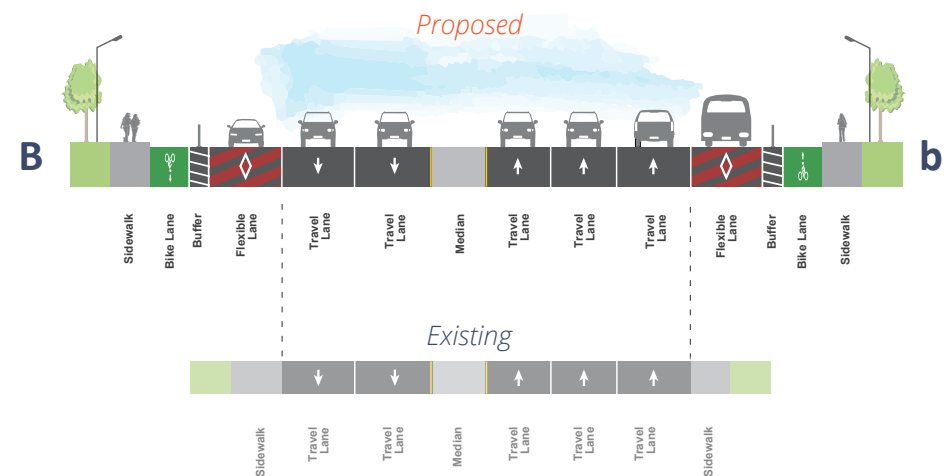 Proposed
B
b
Sidewalk
Bike Lane
Buffer
Flexible
Lane
Travel
Lane
Travel
Lane
Median
Travel
Lane
Travel
Lane
Travel
Lane
Flexible
Lane
Buffer
Bike Lane
Sidewalk
Existing
Sidewalk
Travel
Lane
Travel
Lane
Median
Travel
Lane
Travel
Lane
Travel
Lane
Sidewalk